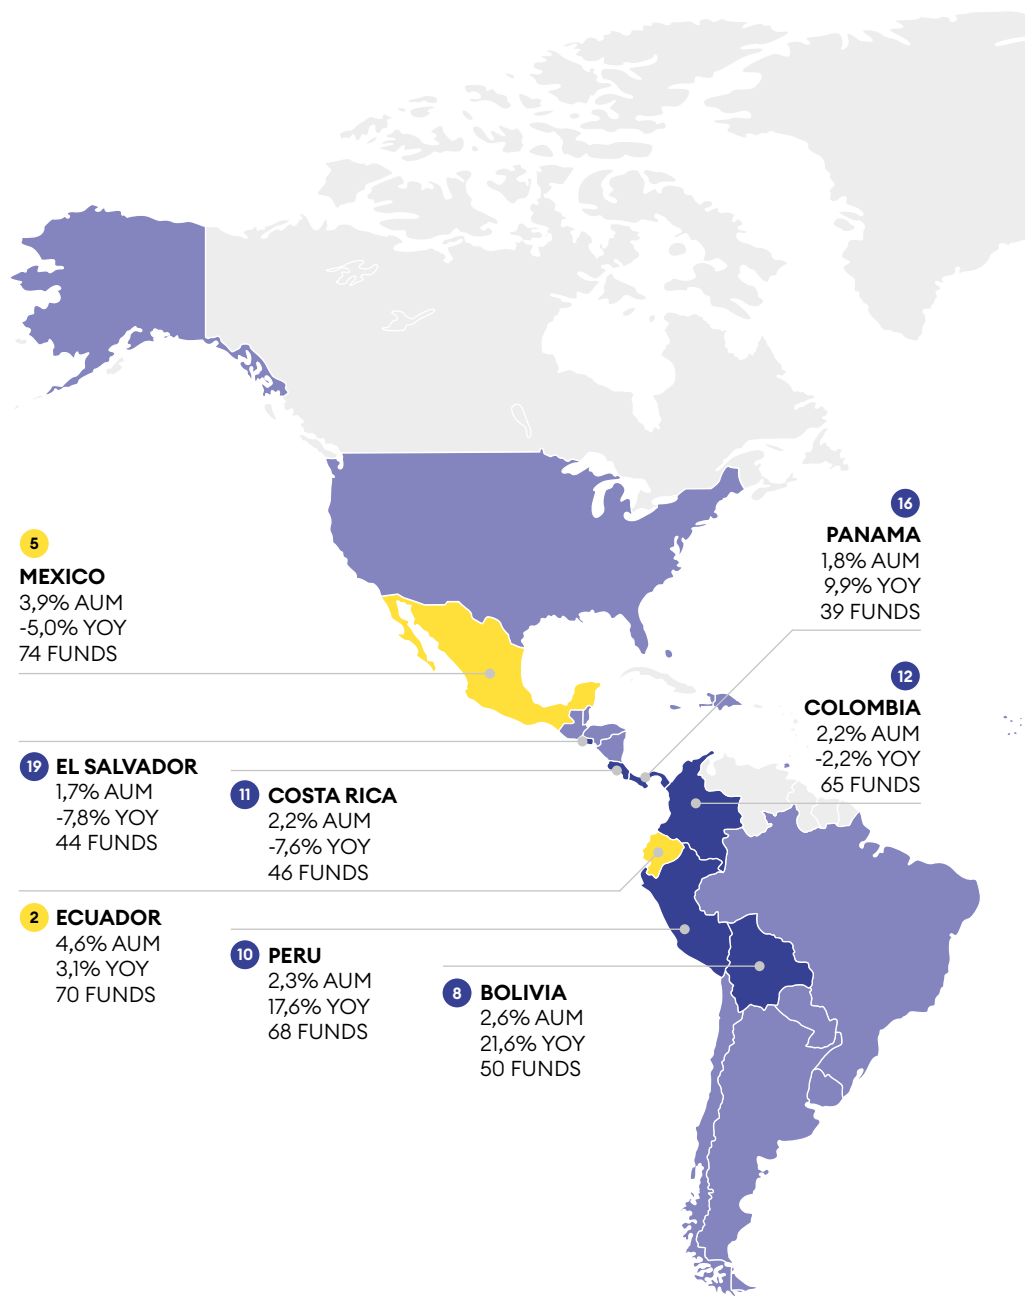 16
PANAMA
1,8% AUM
9,9% YOY
39 FUNDS
5
MEXICO
3,9% AUM
-5,0% YOY
74 FUNDS
12
COLOMBIA
2,2% AUM
-2,2% YOY
65 FUNDS
19 EL SALVADOR
1,7% AUM
-7,8% YOY
44 FUNDS
11 COSTA RICA
2,2% AUM
-7,6% YOY
46 FUNDS
2 ECUADOR
4,6% AUM
3,1% YOY
70 FUNDS
10 PERU
2,3% AUM
17,6% YOY
68 FUNDS
8 BOLIVIA
2,6% AUM
21,6% YOY
50 FUNDS